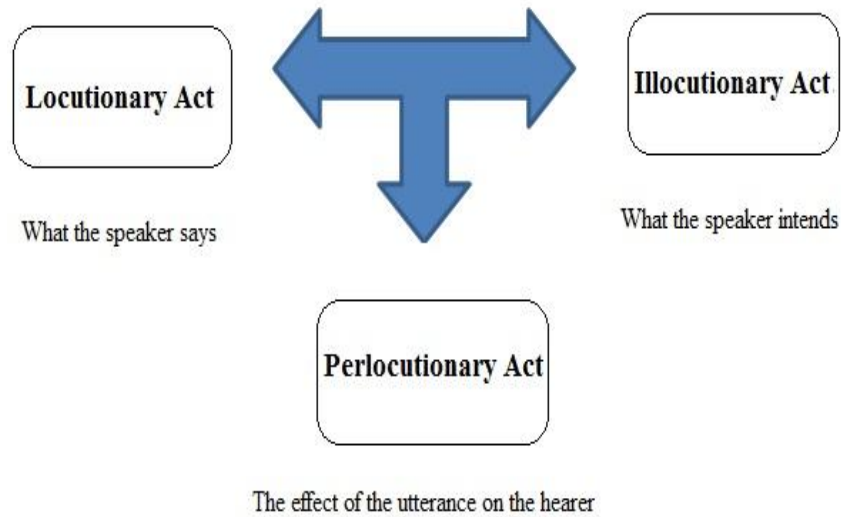 Locutionary Act
Illocutionary Act.
What the speaker says
What the speaker intends
Perlocutionary Act
The effect of the utterance on the hearer